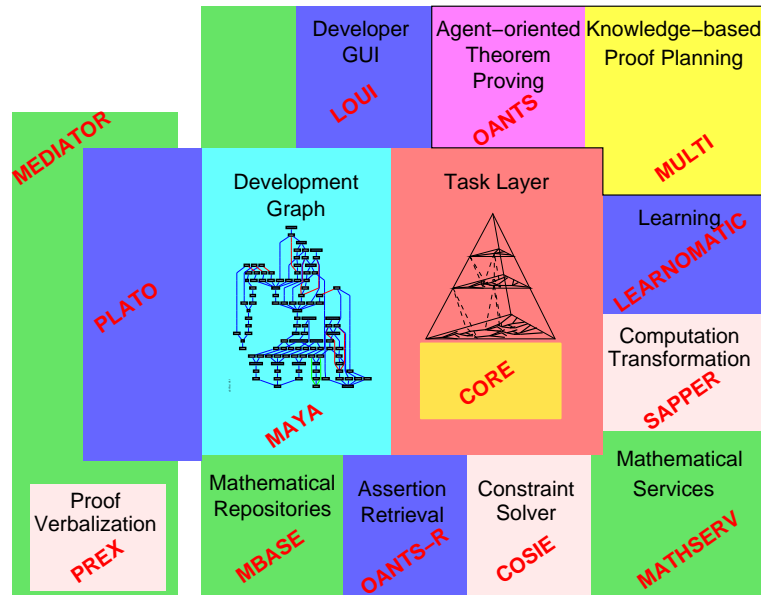 Developer
GUI
LOUI
Agent–oriented
Theorem
Proving
OANTS
Knowledge–based
Proof Planning
MULTI
MEDIATOR
PLATO
Development
Graph
MAYA
Task Layer
CORE
Learning
LEARNOMATIC
Computation
Transformation
SAPPER
Proof
Verbalization
PREX
Mathematical
Repositories
MBASE
Assertion
Retrieval
OANTS–R
Constraint
Solver
COSIE
Mathematical
Services
MATHSERV